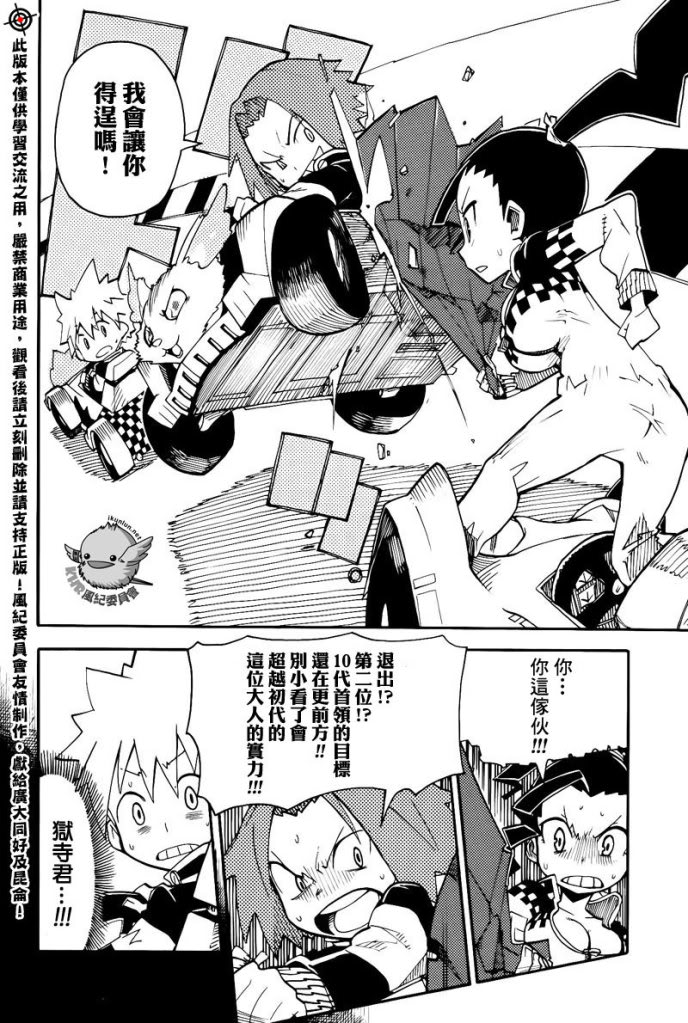 此版本僅供學習交流之用，嚴禁商業用途，觀看後請立刻刪除並請支持正版！風紀委員會友情制作。獻給廣大同好及昆侖！
我會讓你
得逞嗎！
ikunlun.net
KHR風紀委員會
你…
你這傢伙!!!
退出!?
第二位!?
10代首領的目標
還在更前方!!
別小看了會
超越初代的
這位大人的實力!!!
獄寺君…!!!